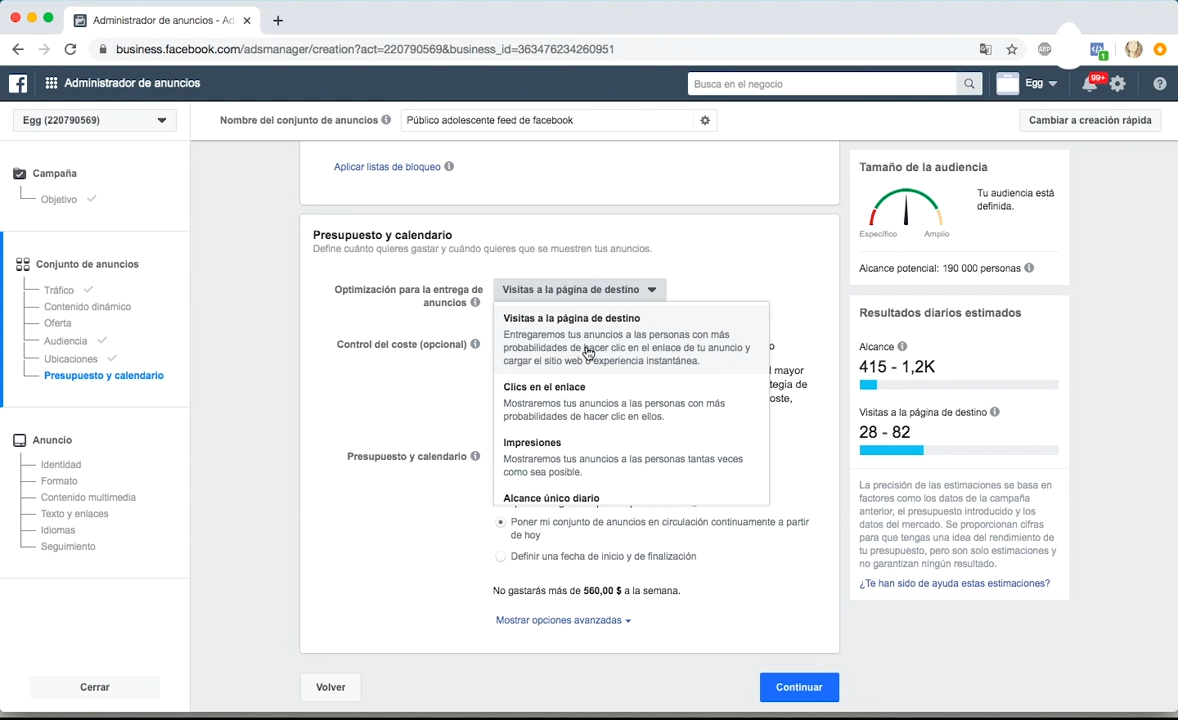 Administrador de anuncios - Ad
business.facebook.com/adsmanager/creation?act=220790569&business_id=363476234260951
ABP
1
Administrador de anuncios
Busca en el negocio
Egg
99+
Egg (220790569)
Nombre del conjunto de anuncios
Público adolescente feed de facebook
Cambiar a creación rápida
Campaña
Objetivo
Conjunto de anuncios
Tráfico
Contenido dinámico
Oferta
Audiencia
Ubicaciones
Presupuesto y calendario
Anuncio
Identidad
Formato
Contenido multimedia
Texto y enlaces
Idiomas
Seguimiento
Cerrar
Aplicar listas de bloqueo
Presupuesto y calendario
Define cuánto quieres gastar y cuándo quieres que se muestren tus anuncios.
Optimización para la entrega de
anuncios
Visitas a la página de destino
Visitas a la página de destino
Entregaremos tus anuncios a las personas con más
probabilidades de hacer clic en el enlace de tu anuncio y
cargar el sitio web o experiencia instantánea.
Clics en el enlace
Mostraremos tus anuncios a las personas con más
probabilidades de hacer clic en ellos.
Impresiones
Mostraremos tus anuncios a las personas tantas veces
como sea posible.
Alcance único diario
Control del coste (opcional)
o
l mayor
tegia de
oste,
Presupuesto y calendario
Poner mi conjunto de anuncios en circulación continuamente a partir
de hoy
Definir una fecha de inicio y de finalización
No gastarás más de 560,00 $ a la semana.
Mostrar opciones avanzadas
Volver
Continuar
Tamaño de la audiencia
Tu audiencia está
definida.
Específico
Amplio
Alcance potencial: 190 000 personas
Resultados diarios estimados
Alcance
415 - 1,2K
Visitas a la página de destino
28 - 82
La precisión de las estimaciones se basa en
factores como los datos de la campaña
anterior, el presupuesto introducido y los
datos del mercado. Se proporcionan cifras
para que tengas una idea del rendimiento de
tu presupuesto, pero son solo estimaciones y
no garantizan ningún resultado.
¿Te han sido de ayuda estas estimaciones?